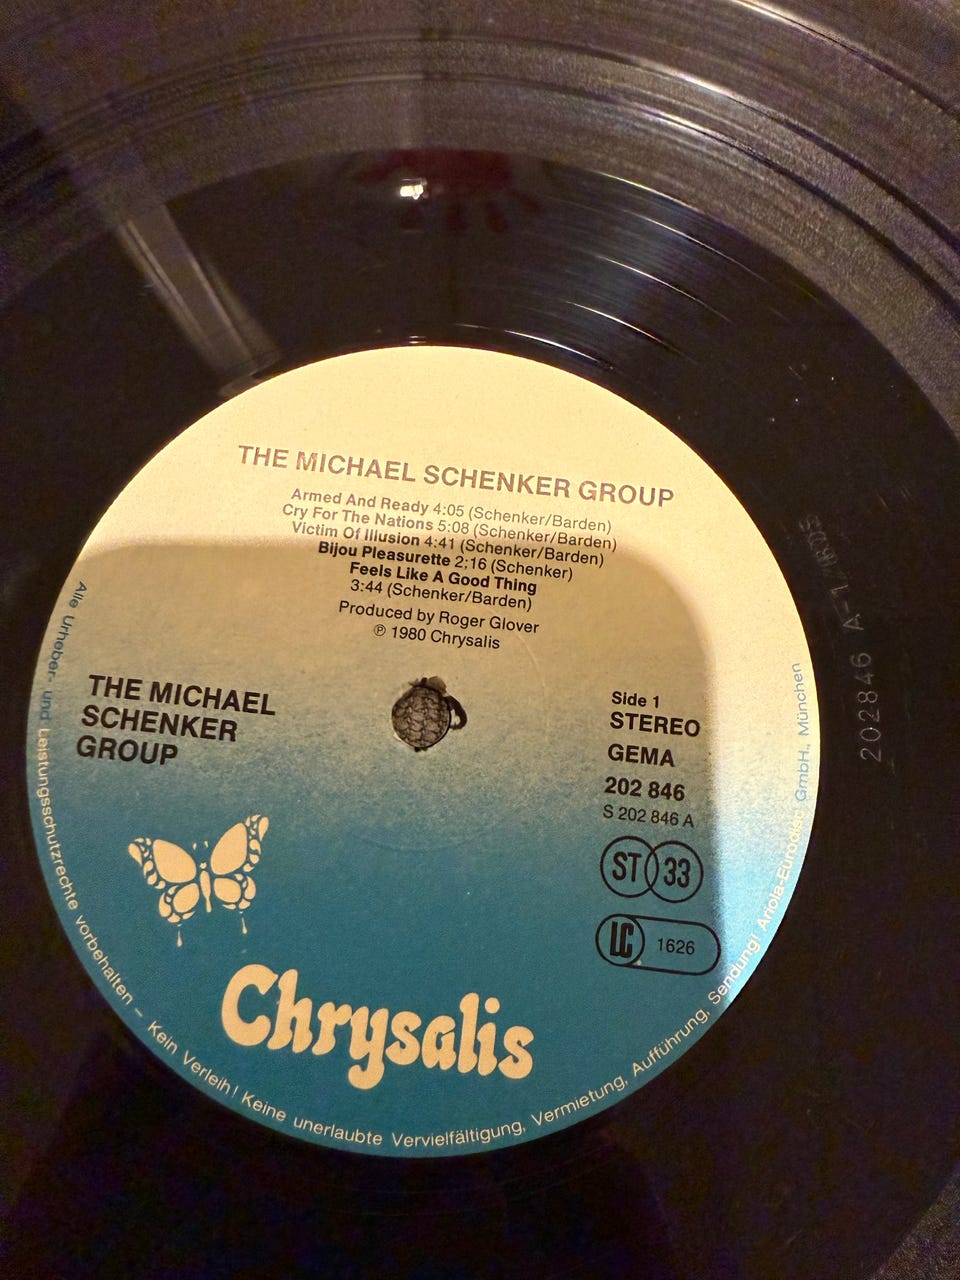 THE MICHAEL SCHENKER GROUP
Armed And Ready 4:05 (Schenker/Barden)
Cry For The Nations 5:08 (Schenker/Barden)
Victim Of Illusion 4:41 (Schenker/Barden)
Bijou Pleasurette 2:16 (Schenker)
Feels Like A Good Thing
3:44 (Schenker/Barden)
Produced by Roger Glover
℗ 1980 Chrysalis
THE MICHAEL
SCHENKER
GROUP
Side 1
STEREO
GEMA
202 846
S 202 846 A
ST 33
LC 1626
Chrysalis
Alle Urheber- und Leistungsschutzrechte vorbehalten – Kein Verleih! Keine unerlaubte Vervielfältigung, Vermietung, Aufführung, Sendung! Ariola-Eurodisc GmbH., München
202846 A-1